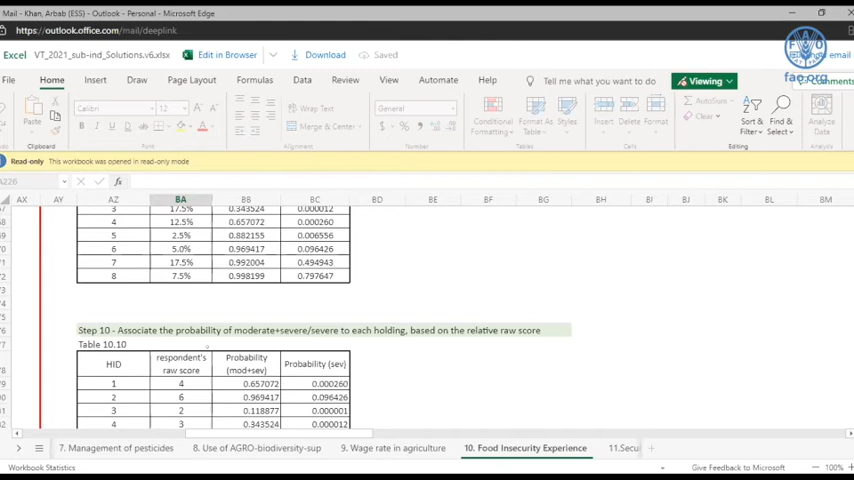 Mail - Khan, Arbab (ESS) - Outlook - Personal - Microsoft Edge
https://outlook.office.com/mail/deeplink
Excel VT_2021_sub-ind_Solutions.v6.xlsx Edit in Browser Download Saved email
FAO
fao.org
File Home Insert Draw Page Layout Formulas Data Review View Automate Help Tell me what you want to do Viewing Comments
Paste Calibri 12 Wrap Text General Conditional Format As Styles Insert Delete Format AutoSum Sort & Find & Analyze
B Merge & Center Formatting Table Clear Filter Select Data
Clipboard Font Alignment Number Tables Cells Editing Analysis
Read-only This workbook was opened in read-only mode
A226 fx
AX AY AZ BA BB BC BD BE BF BG BH BI BJ BK BL BM
3 17.5% 0.343524 0.000012
4 12.5% 0.657072 0.000260
5 2.5% 0.882155 0.006556
6 5.0% 0.969417 0.096426
7 17.5% 0.992004 0.494943
8 7.5% 0.998199 0.797647
Step 10 - Associate the probability of moderate+severe/severe to each holding, based on the relative raw score
Table 10.10
HID respondent's raw score Probability (mod+sev) Probability (sev)
1 4 0.657072 0.000260
2 6 0.969417 0.096426
3 2 0.118877 0.000001
4 3 0.343524 0.000012
7. Management of pesticides 8. Use of AGRO-biodiversity-sup 9. Wage rate in agriculture 10. Food Insecurity Experience 11.Secu
Workbook Statistics Give Feedback to Microsoft 100%